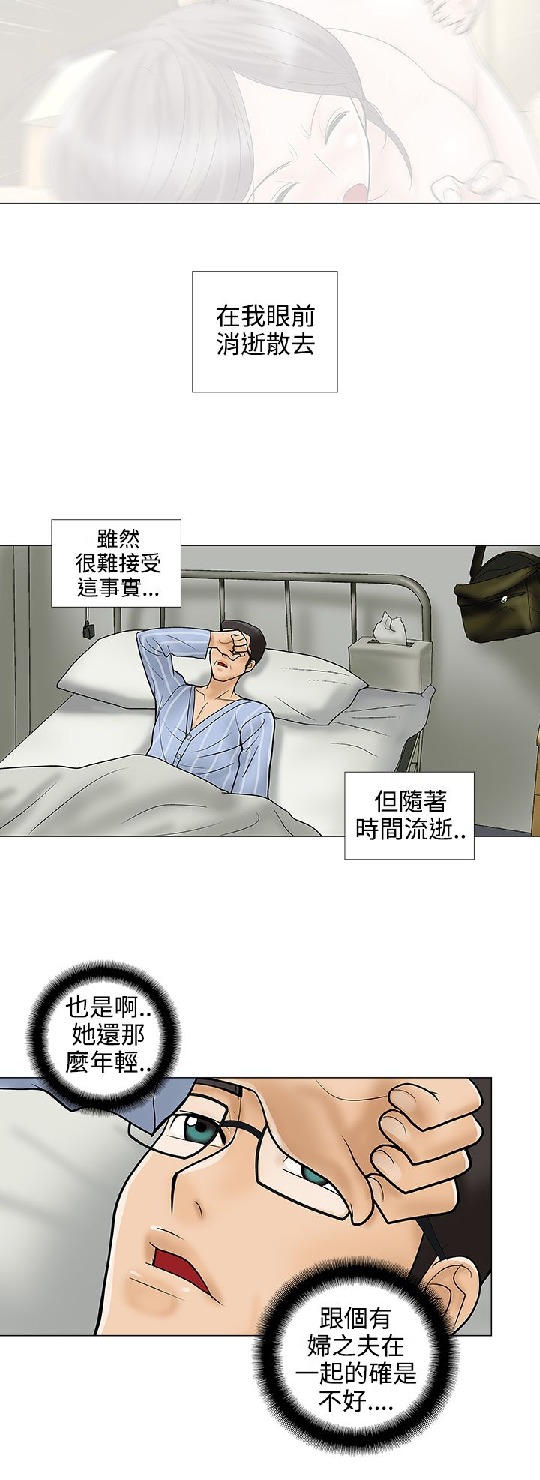 在我眼前
消逝散去
雖然
很難接受
這事實...
但隨著
時間流逝..
也是啊..
她還那
麼年輕..
跟個有
婦之夫在
一起的確是
不好....